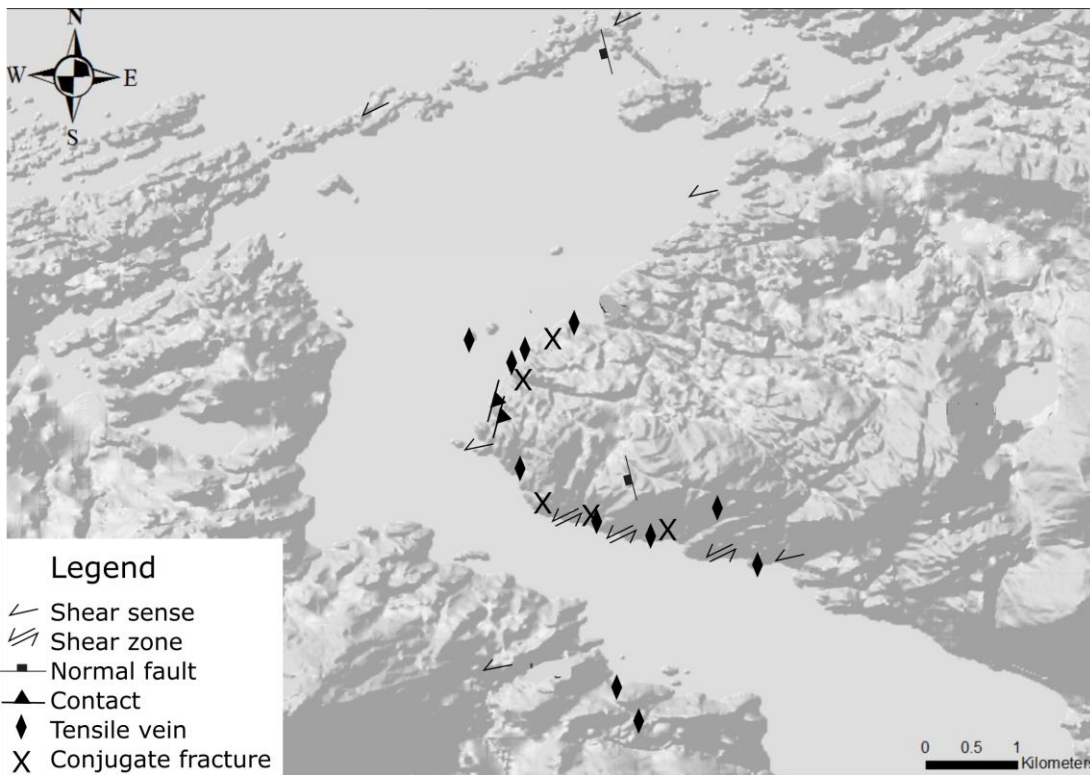 N
W E
S
Legend
Shear sense
Shear zone
Normal fault
Contact
Tensile vein
Conjugate fracture
0 0.5 1
Kilometer